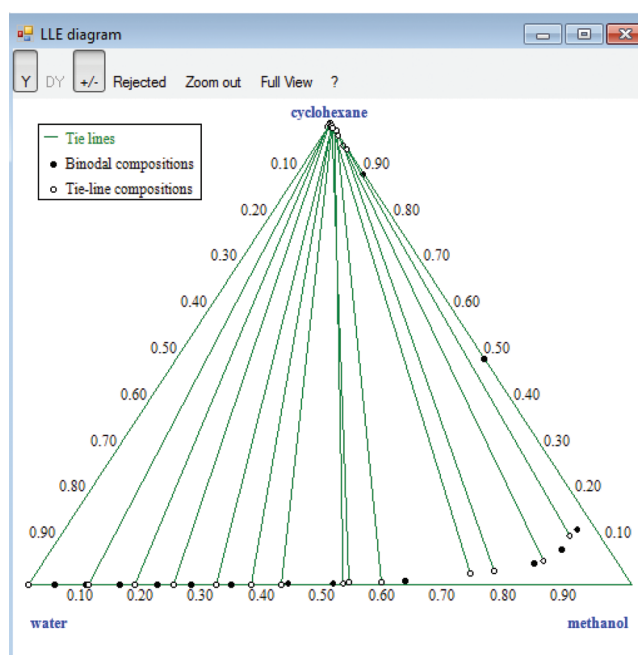 LLE diagram
Y DY +/- Rejected Zoom out Full View ?
cyclohexane
Tie lines
Binodal compositions
Tie-line compositions
0.10 0.90
0.20 0.80
0.30 0.70
0.40 0.60
0.50 0.50
0.60 0.40
0.70 0.30
0.80 0.20
0.90 0.10
0.10 0.20 0.30 0.40 0.50 0.60 0.70 0.80 0.90
water methanol